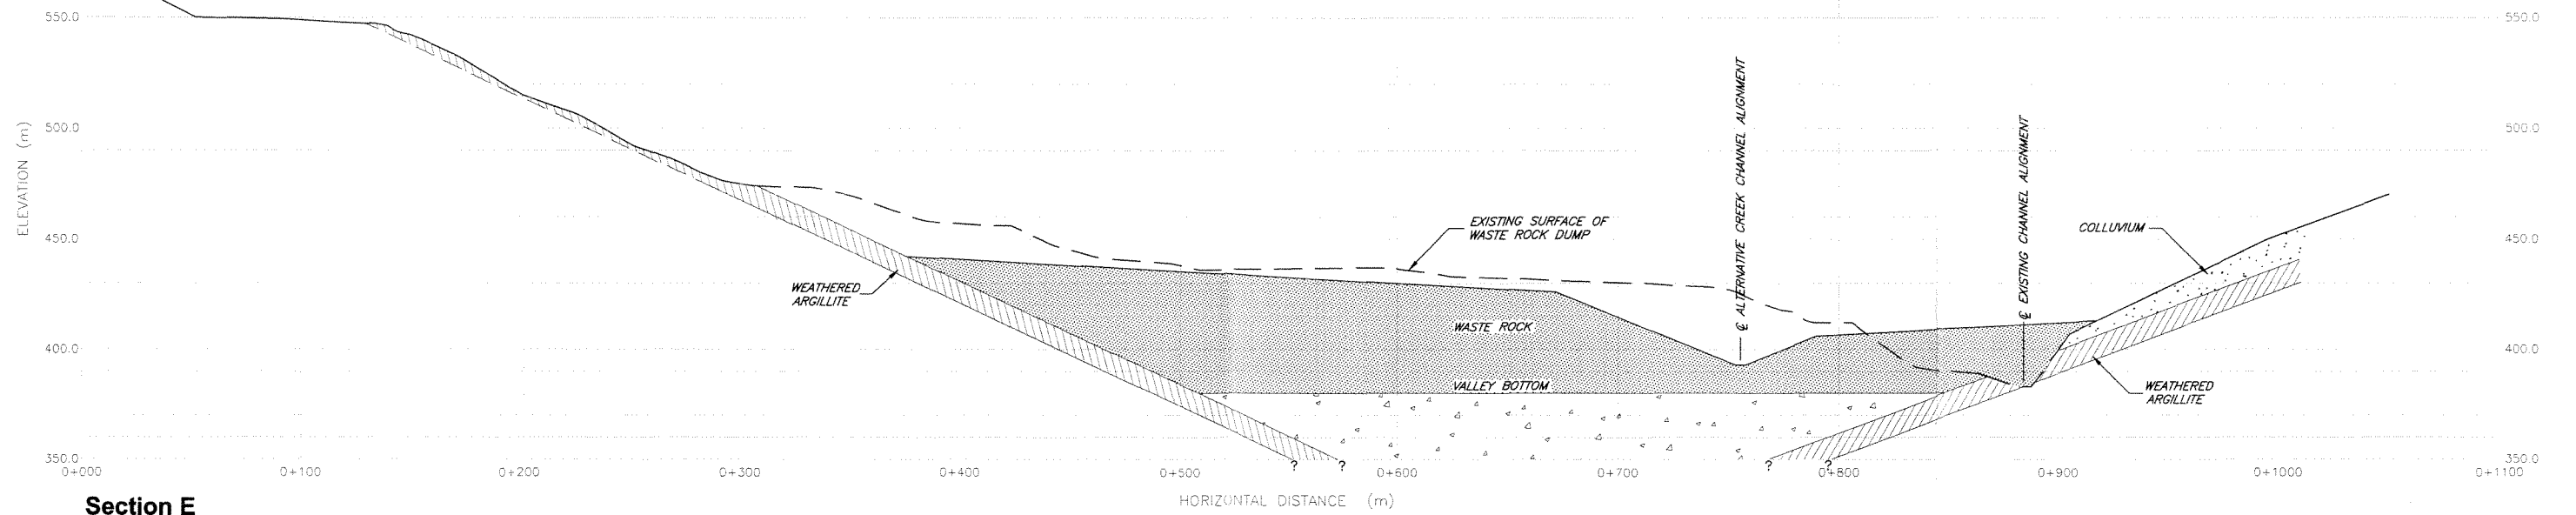 550.0
550.0
500.0
500.0
450.0
450.0
400.0
400.0
350.0
350.0
ELEVATION (m)
℄ ALTERNATIVE CREEK CHANNEL ALIGNMENT
℄ EXISTING CHANNEL ALIGNMENT
EXISTING SURFACE OF
WASTE ROCK DUMP
COLLUVIUM
WEATHERED
ARGILLITE
WASTE ROCK
VALLEY BOTTOM
WEATHERED
ARGILLITE
?
?
?
?
0+000
0+100
0+200
0+300
0+400
0+500
0+600
0+700
0+800
0+900
0+1000
0+1100
HORIZONTAL DISTANCE (m)
Section E